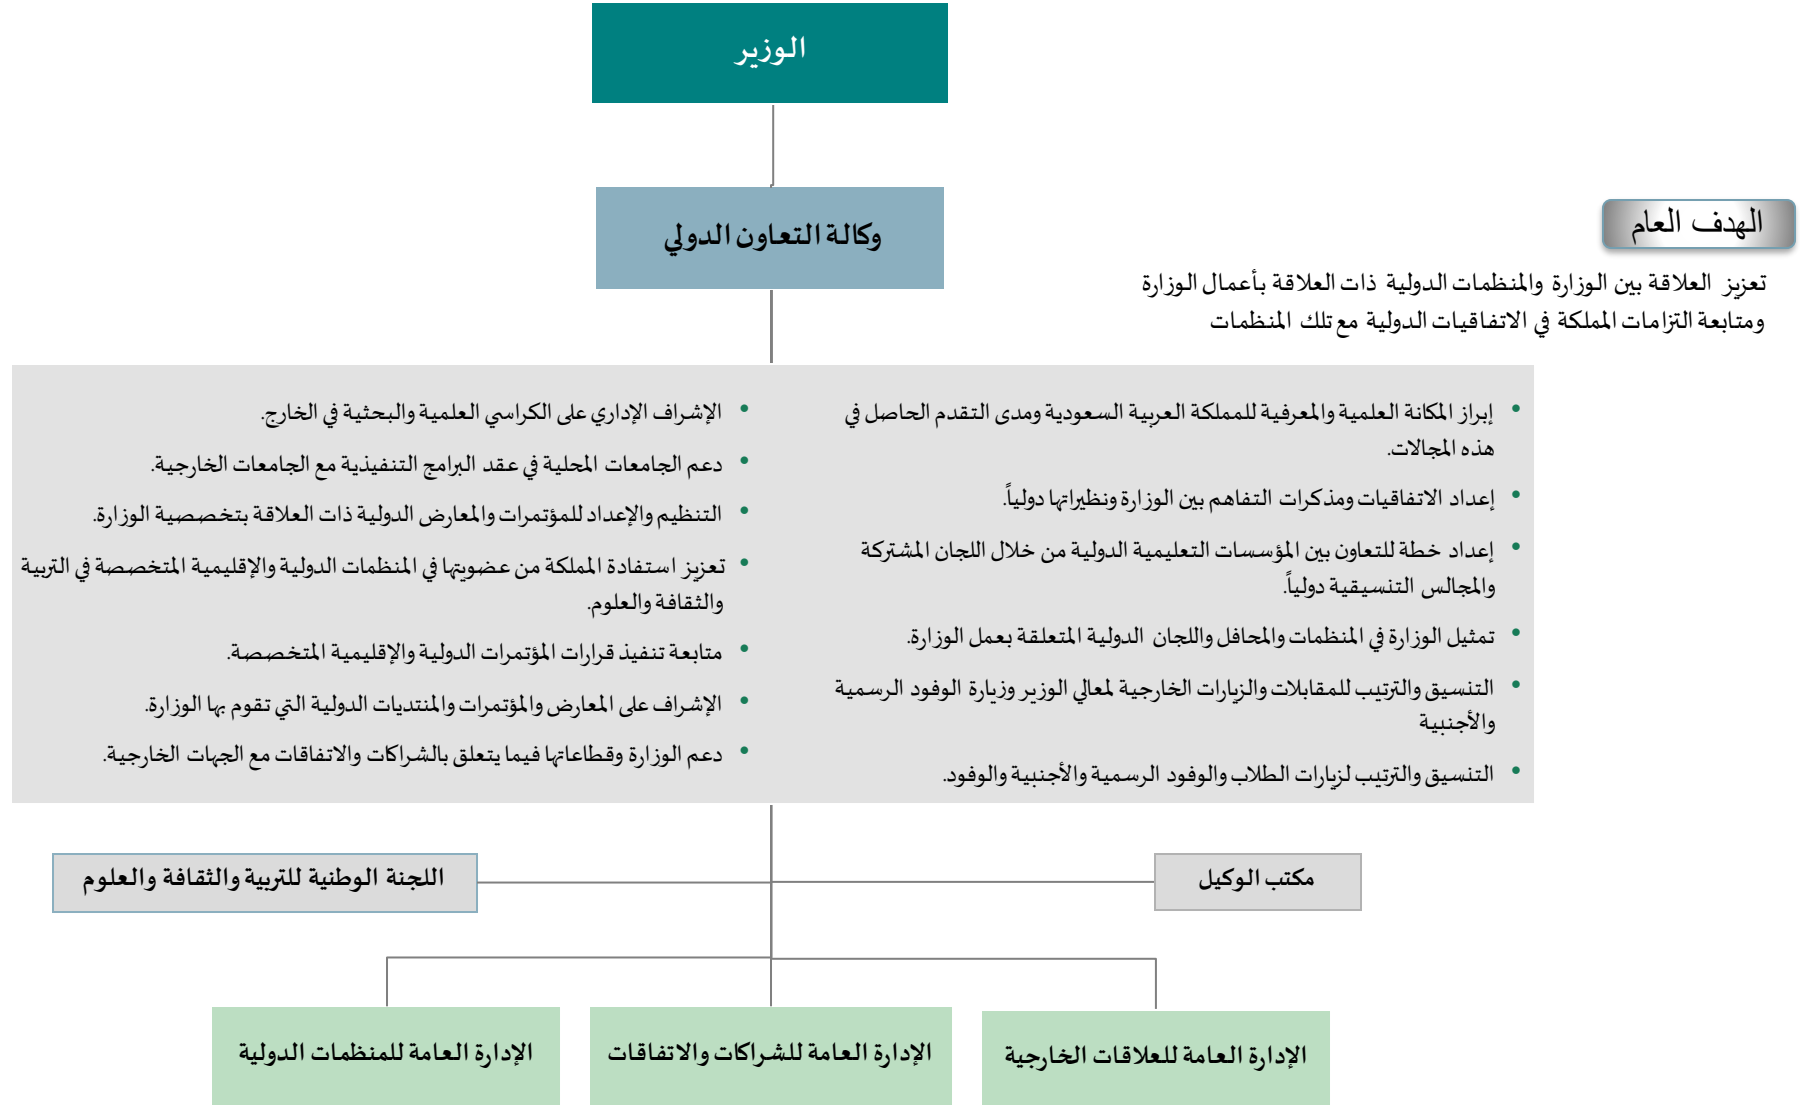 الوزير
وكالة التعاون الدولي
الهدف العام
تعزيز العلاقة بين الوزارة والمنظمات الدولية ذات العلاقة بأعمال الوزارة
ومتابعة التزامات المملكة في الاتفاقيات الدولية مع تلك المنظمات
• إبراز المكانة العلمية والمعرفية للمملكة العربية السعودية ومدى التقدم الحاصل في
هذه المجالات.
• إعداد الاتفاقيات ومذكرات التفاهم بين الوزارة ونظيراتها دولياً.
• إعداد خطة للتعاون بين المؤسسات التعليمية الدولية من خلال اللجان المشتركة
والمجالس التنسيقية دولياً.
• تمثيل الوزارة في المنظمات والمحافل واللجان الدولية المتعلقة بعمل الوزارة.
• التنسيق والترتيب للمقابلات والزيارات الخارجية لمعالي الوزير وزيارة الوفود الرسمية
والأجنبية
• التنسيق والترتيب لزيارات الطلاب والوفود الرسمية والأجنبية والوفود.
• الإشراف الإداري على الكراسي العلمية والبحثية في الخارج.
• دعم الجامعات المحلية في عقد البرامج التنفيذية مع الجامعات الخارجية.
• التنظيم والإعداد للمؤتمرات والمعارض الدولية ذات العلاقة بتخصصية الوزارة.
• تعزيز استفادة المملكة من عضويتها في المنظمات الدولية والإقليمية المتخصصة في التربية
والثقافة والعلوم.
• متابعة تنفيذ قرارات المؤتمرات الدولية والإقليمية المتخصصة.
• الإشراف على المعارض والمؤتمرات والمنتديات الدولية التي تقوم بها الوزارة.
• دعم الوزارة وقطاعاتها فيما يتعلق بالشراكات والاتفاقات مع الجهات الخارجية.
مكتب الوكيل
اللجنة الوطنية للتربية والثقافة والعلوم
الإدارة العامة للعلاقات الخارجية
الإدارة العامة للشراكات والاتفاقات
الإدارة العامة للمنظمات الدولية